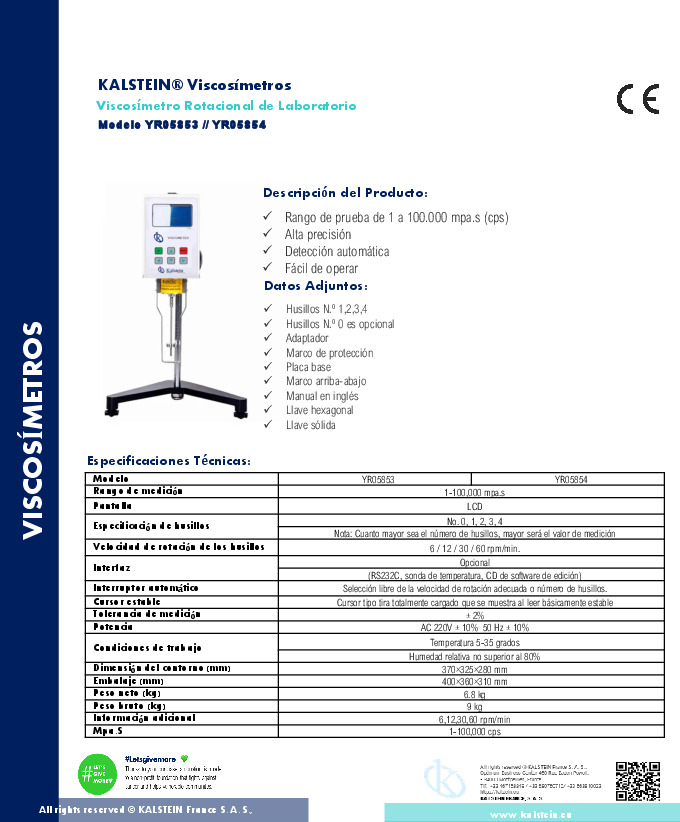 KALSTEIN® Viscosímetros
Viscosímetro Rotacional de Laboratorio
Modelo YR05853 // YR05854
CE
Descripción del Producto:
✓ Rango de prueba de 1 a 100.000 mpa.s (cps)
✓ Alta precisión
✓ Detección automática
✓ Fácil de operar
Datos Adjuntos:
✓ Husillos N.º 1,2,3,4
✓ Husillos N.º 0 es opcional
✓ Adaptador
✓ Marco de protección
✓ Placa base
✓ Marco arriba-abajo
✓ Manual en inglés
✓ Llave hexagonal
✓ Llave sólida
VISCOSÍMETROS
Especificaciones Técnicas:
Modelo YR05853 YR05854
Rango de medición 1-100,000 mpa.s
Pantalla LCD
Especificación de husillos No. 0, 1, 2, 3, 4
Nota: Cuanto mayor sea el número de husillos, mayor será el valor de medición
Velocidad de rotación de los husillos 6 / 12 / 30 / 60 rpm/min.
Interfaz Opcional
(RS232C, sonda de temperatura, CD de software de edición)
Interruptor automático Selección libre de la velocidad de rotación adecuada o número de husillos.
Cursor estable Cursor tipo tira totalmente cargado que se muestra al leer básicamente estable
Tolerancia de medición ± 2%
Potencia AC 220V ± 10% 50 Hz ± 10%
Condiciones de trabajo Temperatura 5-35 grados
Humedad relativa no superior al 80%
Dimensión del contorno (mm) 370×325×280 mm
Embalaje (mm) 400×360×310 mm
Peso neto (kg) 6.8 kg
Peso bruto (kg) 9 kg
Información adicional 6,12,30,60 rpm/min
Mpa.S 1-100,000 cps
#LET'S GIVE MORE
#Letsgivemore
All rights reserved ® KALSTEIN France S. A. S.,
KALSTEIN FRANCE, S. A. S
All rights reserved © KALSTEIN France S. A. S.,
www.kalstein.eu